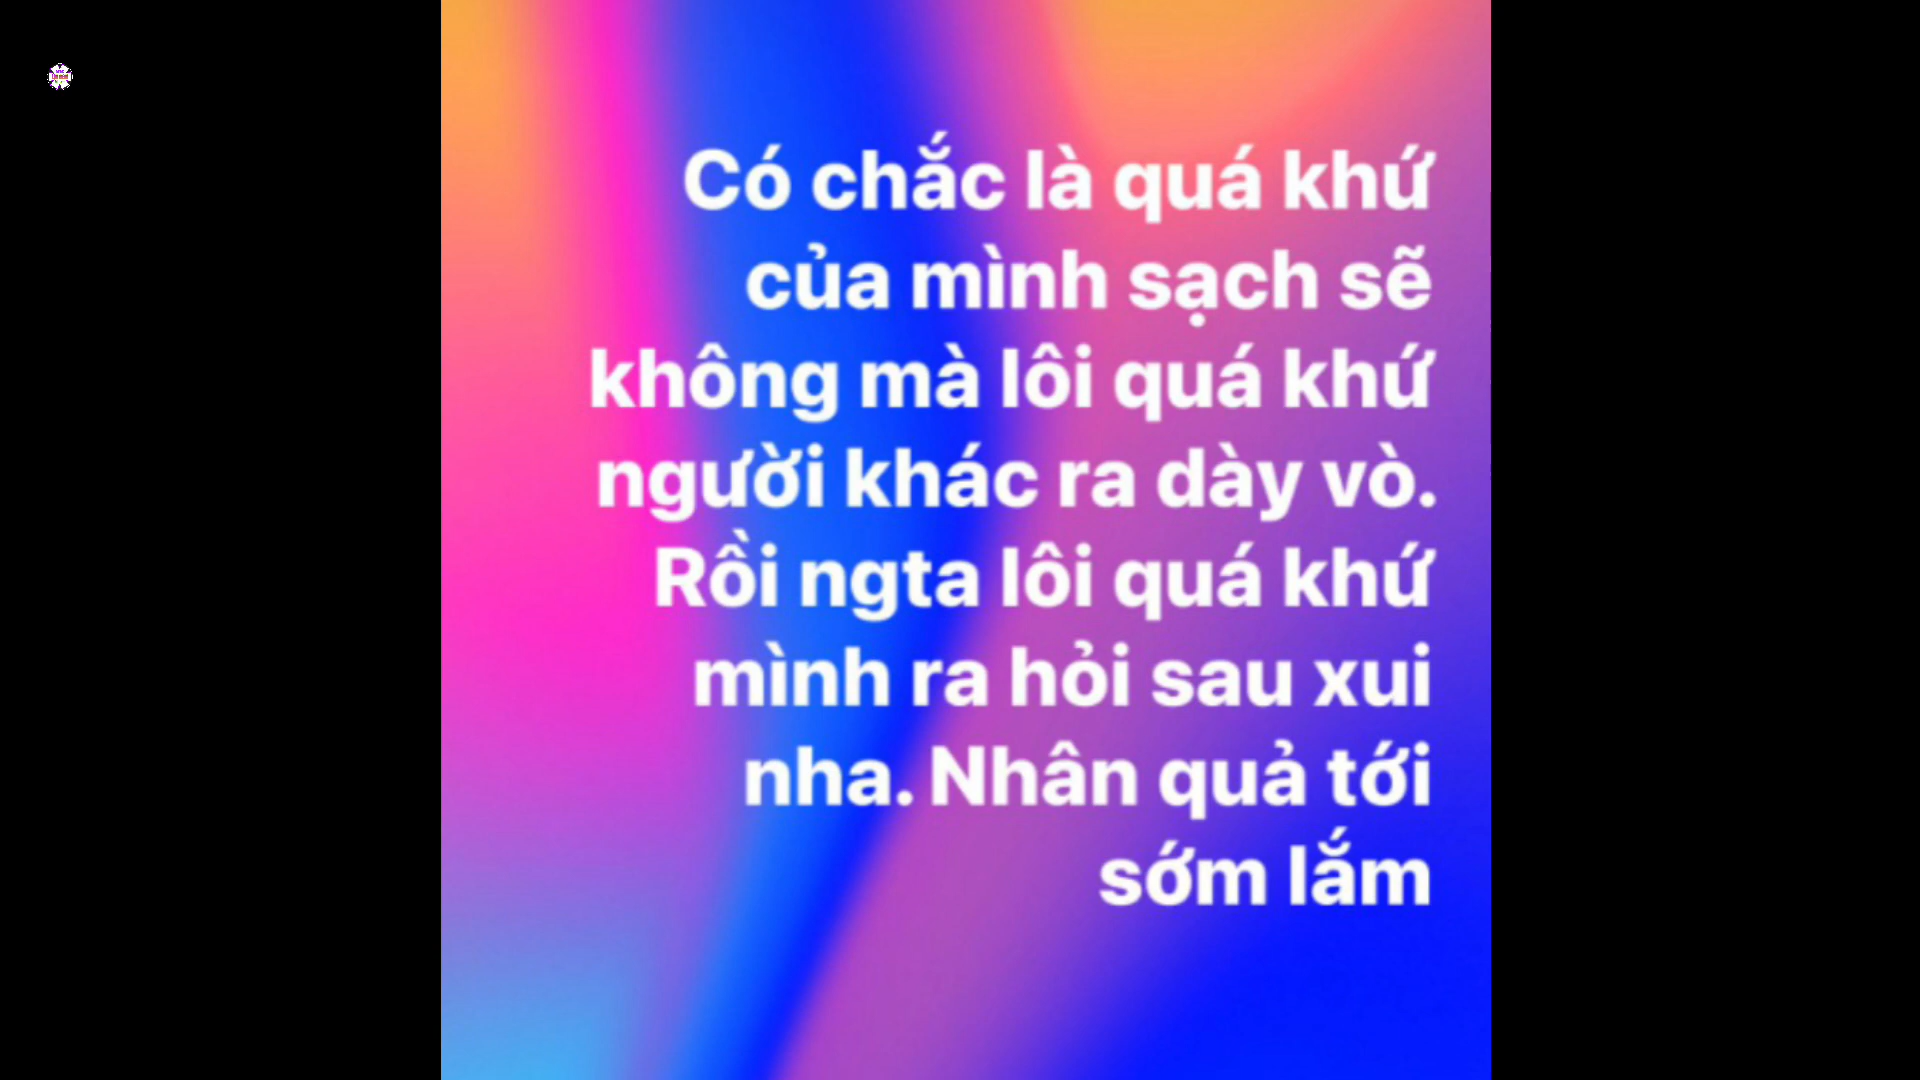 Có chắc là quá khứ
của mình sạch sẽ
không mà lôi quá khứ
người khác ra dày vò.
Rồi ngta lôi quá khứ
mình ra hỏi sau xui
nha. Nhân quả tới
sớm lắm